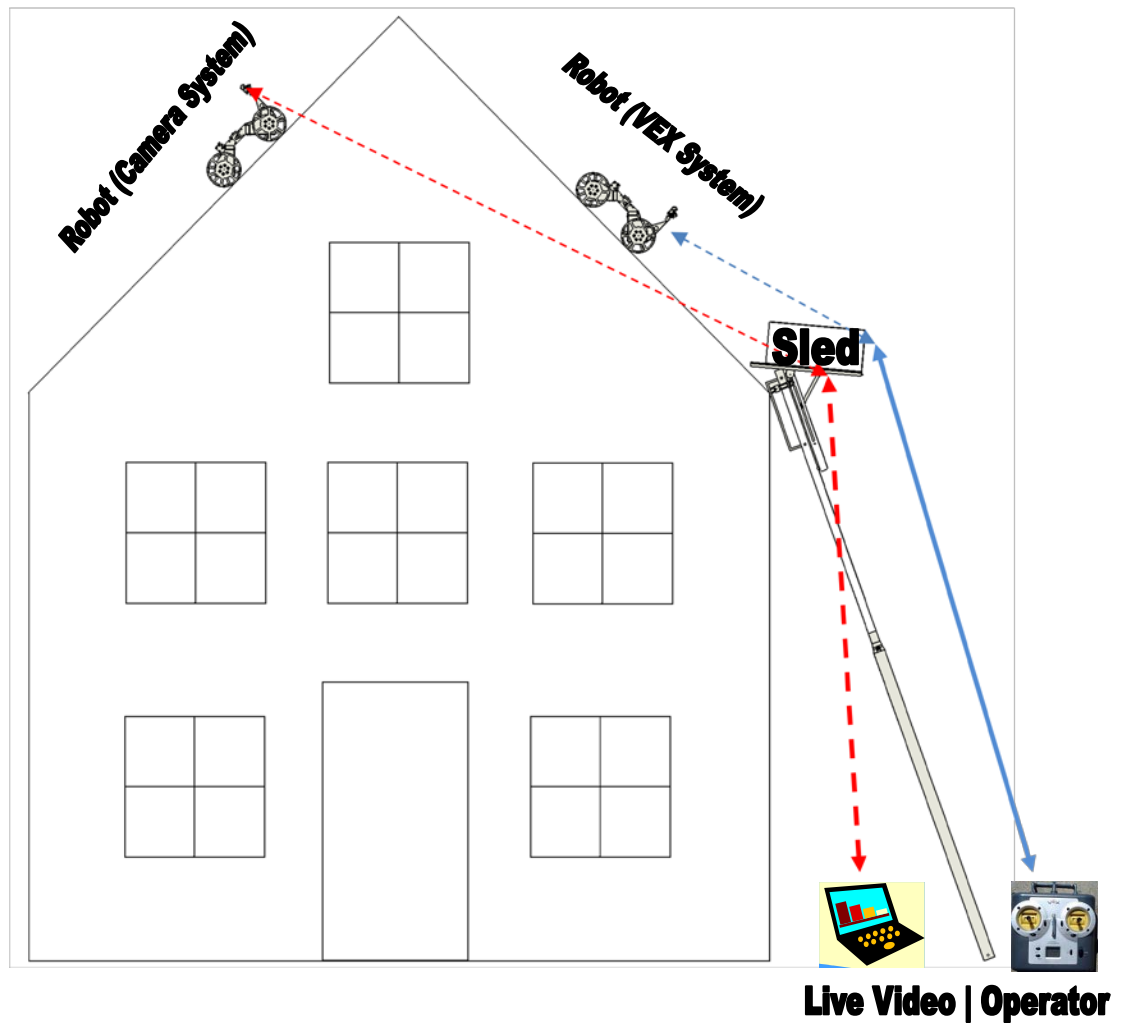 Robot (Camera System)
Robot (VEX System)
Sled
Live Video | Operator